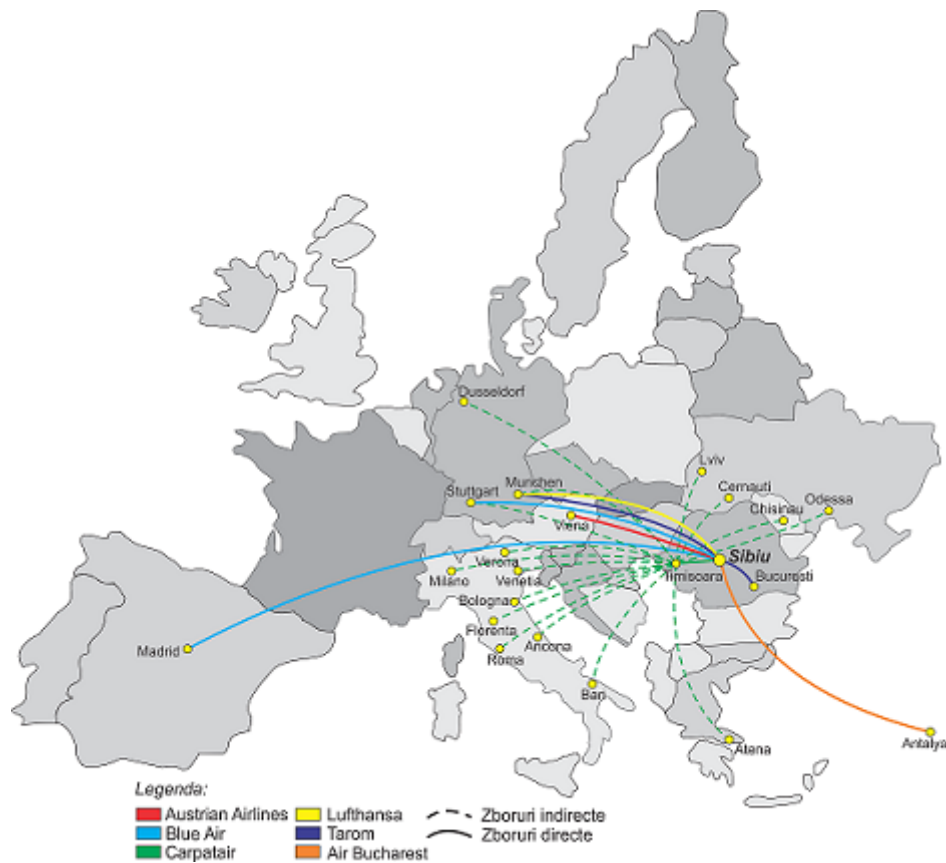 Dusseldorf
Lviv
Munishen
Cernauti
Stuttgart
Odessa
Chisinau
Viena
Verona
Sibiu
Milano
Venetia
Timisoara
Bucuresti
Bologna
Florenta
Ancona
Roma
Madrid
Bari
Atena
Antalya
Legenda:
Austrian Airlines
Lufthansa
Zboruri indirecte
Blue Air
Tarom
Zboruri directe
Carpatair
Air Bucharest